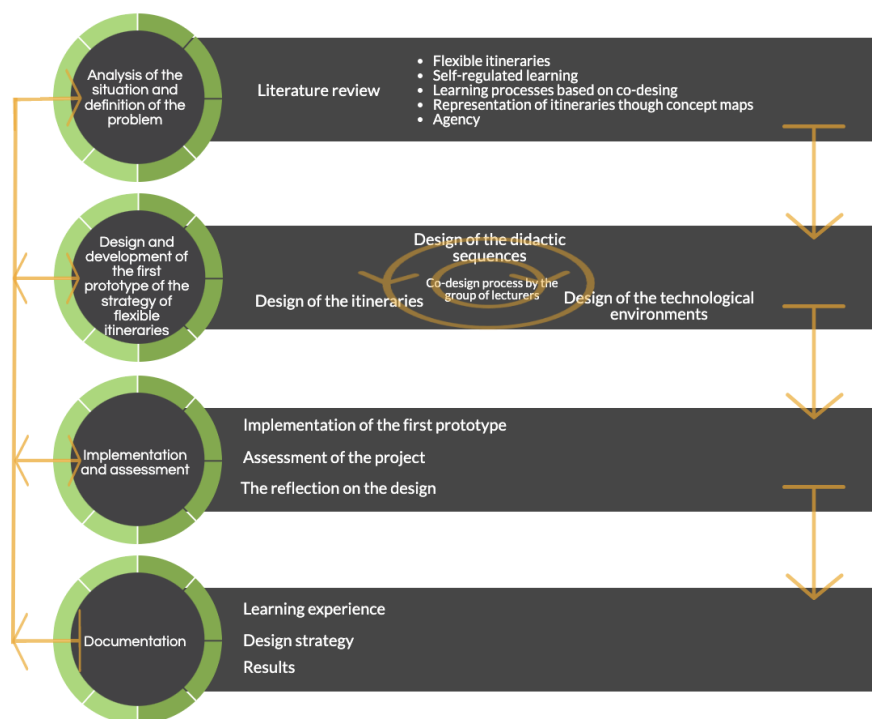 Analysis of the
situation and
definition of the
problem
Literature review
• Flexible itineraries
• Self-regulated learning
• Learning processes based on co-desing
• Representation of itineraries though concept maps
• Agency
Design and
development of
the first
prototype of the
strategy of
flexible
itineraries
Design of the didactic
sequences
Co-design process by the
group of lecturers
Design of the itineraries
Design of the technological
environments
Implementation
and assessment
Implementation of the first prototype
Assessment of the project
The reflection on the design
Documentation
Learning experience
Design strategy
Results